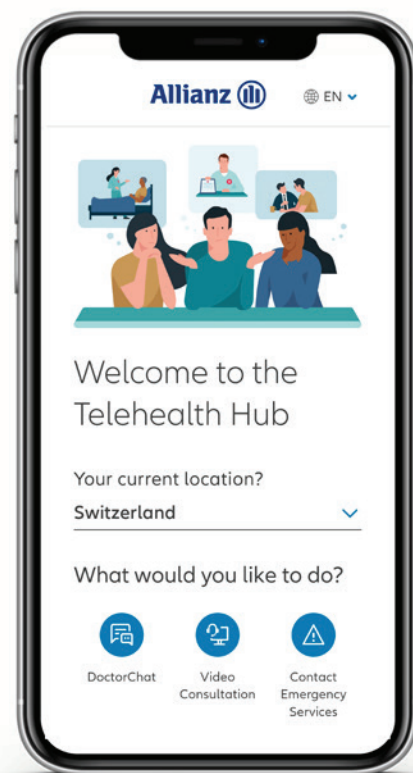 Allianz
EN
Welcome to the
Telehealth Hub
Your current location?
Switzerland
What would you like to do?
DoctorChat
Video
Consultation
Contact
Emergency
Services